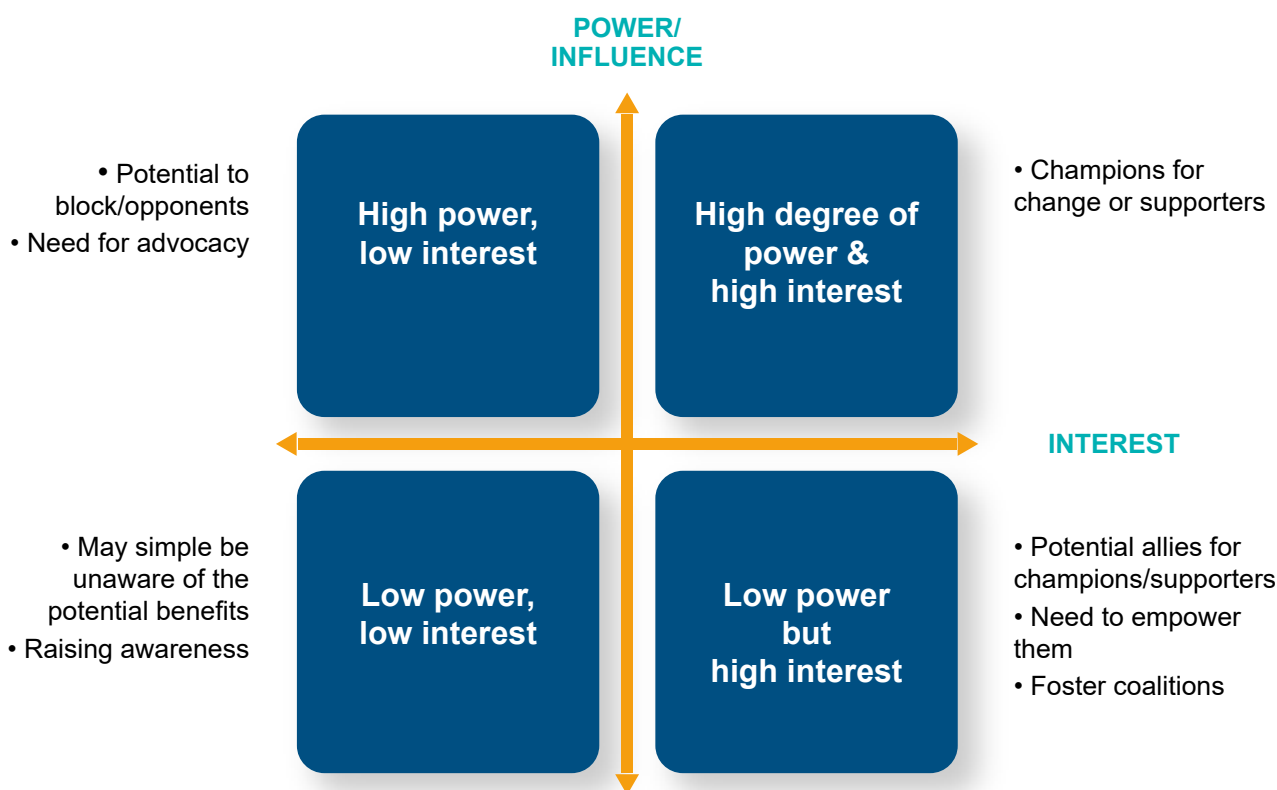 POWER/
INFLUENCE
• Potential to
block/opponents
• Need for advocacy
High power,
low interest
High degree of
power &
high interest
• Champions for
change or supporters
INTEREST
• May simple be
unaware of the
potential benefits
• Raising awareness
Low power,
low interest
Low power
but
high interest
• Potential allies for
champions/supporters
• Need to empower
them
• Foster coalitions